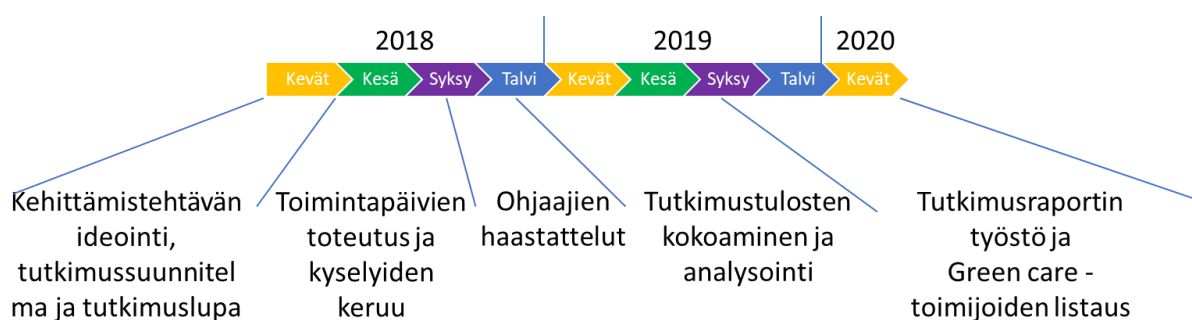 2018 2019 2020
Kevät Kesä Syksy Talvi Kevät Kesä Syksy Talvi Kevät
Kehittämistehtävän
ideointi,
tutkimussuunnitel
ma ja tutkimuslupa
Toimintapäivien
toteutus ja
kyselyiden
keruu
Ohjaajien
haastattelut
Tutkimustulosten
kokoaminen ja
analysointi
Tutkimusraportin
työstö ja
Green care -
toimijoiden listaus